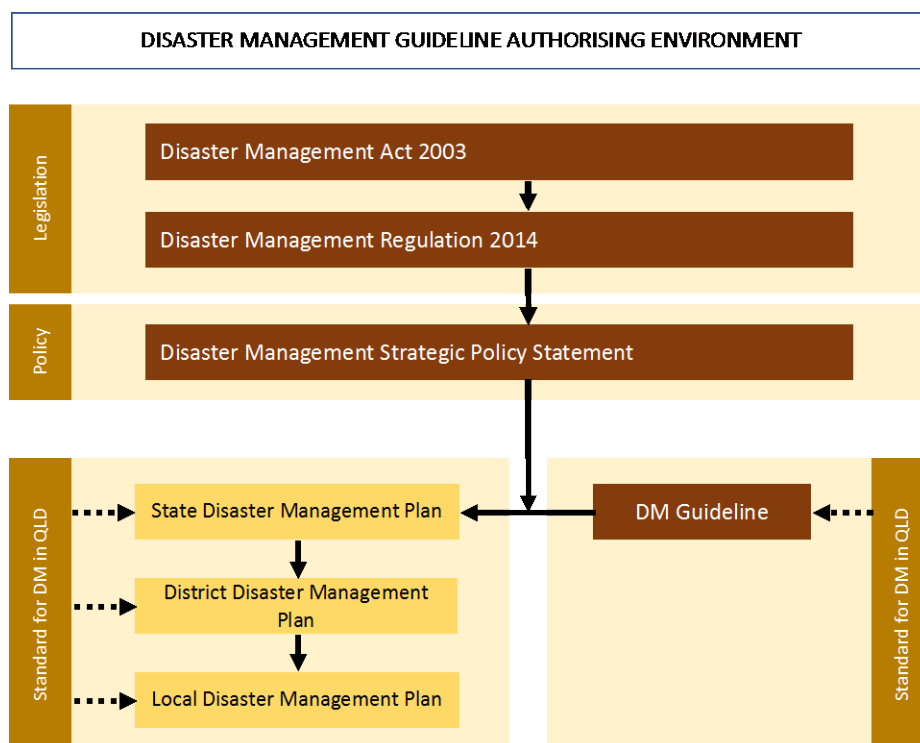 DISASTER MANAGEMENT GUIDELINE AUTHORISING ENVIRONMENT
Legislation
Disaster Management Act 2003
Disaster Management Regulation 2014
Policy
Disaster Management Strategic Policy Statement
Standard for DM in QLD
State Disaster Management Plan
District Disaster Management
Plan
Local Disaster Management Plan
DM Guideline
Standard for DM in QLD